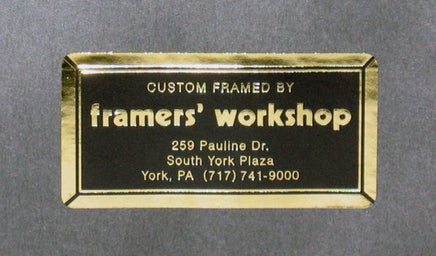 CUSTOM FRAMED BY
framers' workshop
259 Pauline Dr.
South York Plaza
York, PA (717) 741-9000